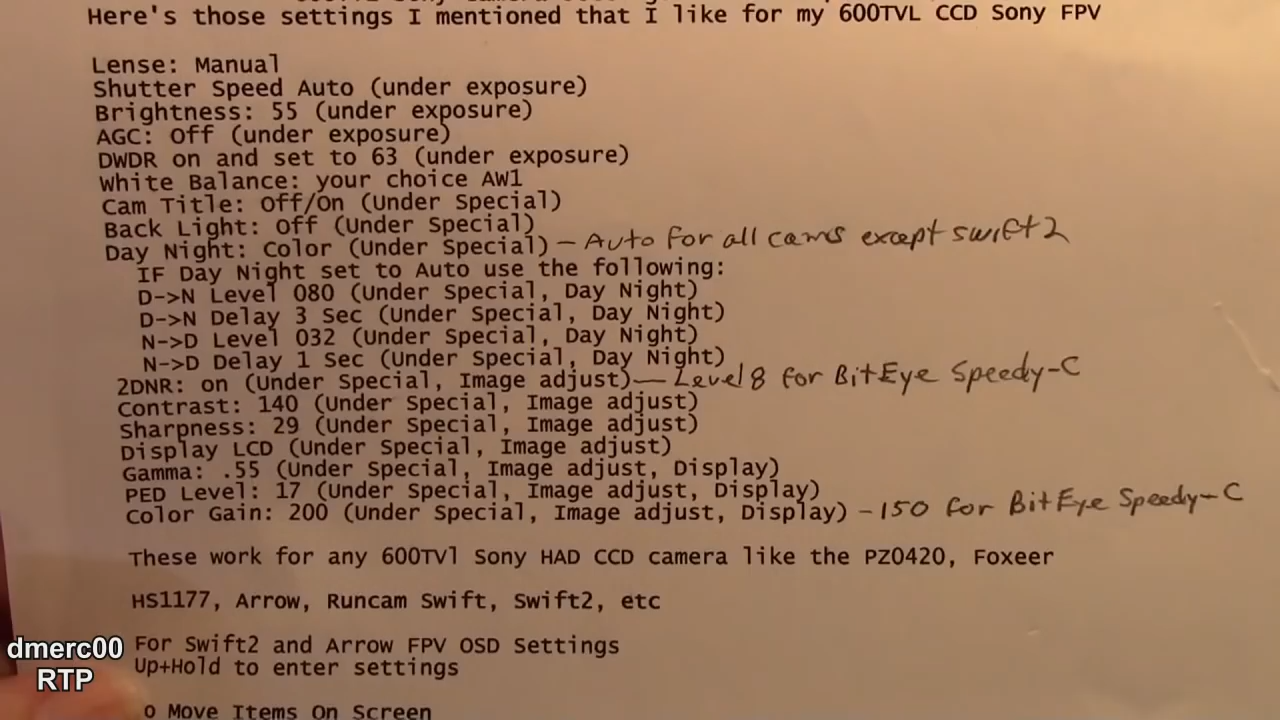 Here's those settings I mentioned that I like for my 600TVL CCD Sony FPV
Lense: Manual
Shutter Speed Auto (under exposure)
Brightness: 55 (under exposure)
AGC: Off (under exposure)
DWDR on and set to 63 (under exposure)
White Balance: your choice AW1
Cam Title: Off/On (Under Special)
Back Light: Off (Under Special)
Day Night: Color (Under Special) - Auto for all cams except swift2
IF Day Night set to Auto use the following:
D->N Level 080 (Under Special, Day Night)
D->N Delay 3 Sec (Under Special, Day Night)
N->D Level 032 (Under Special, Day Night)
N->D Delay 1 Sec (Under Special, Day Night)
2DNR: on (Under Special, Image adjust) - Level 8 for BitEye Speedy-C
Contrast: 140 (Under Special, Image adjust)
Sharpness: 29 (Under Special, Image adjust)
Display LCD (Under Special, Image adjust)
Gamma: .55 (Under Special, Image adjust, Display)
PED Level: 17 (Under Special, Image adjust, Display)
Color Gain: 200 (Under Special, Image adjust, Display) - 150 for BitEye Speedy-C
These work for any 600TVl Sony HAD CCD camera like the PZ0420, Foxeer
HS1177, Arrow, Runcam Swift, Swift2, etc
For Swift2 and Arrow FPV OSD Settings
Up+Hold to enter settings
o Move Items On Screen
dmerc00
RTP